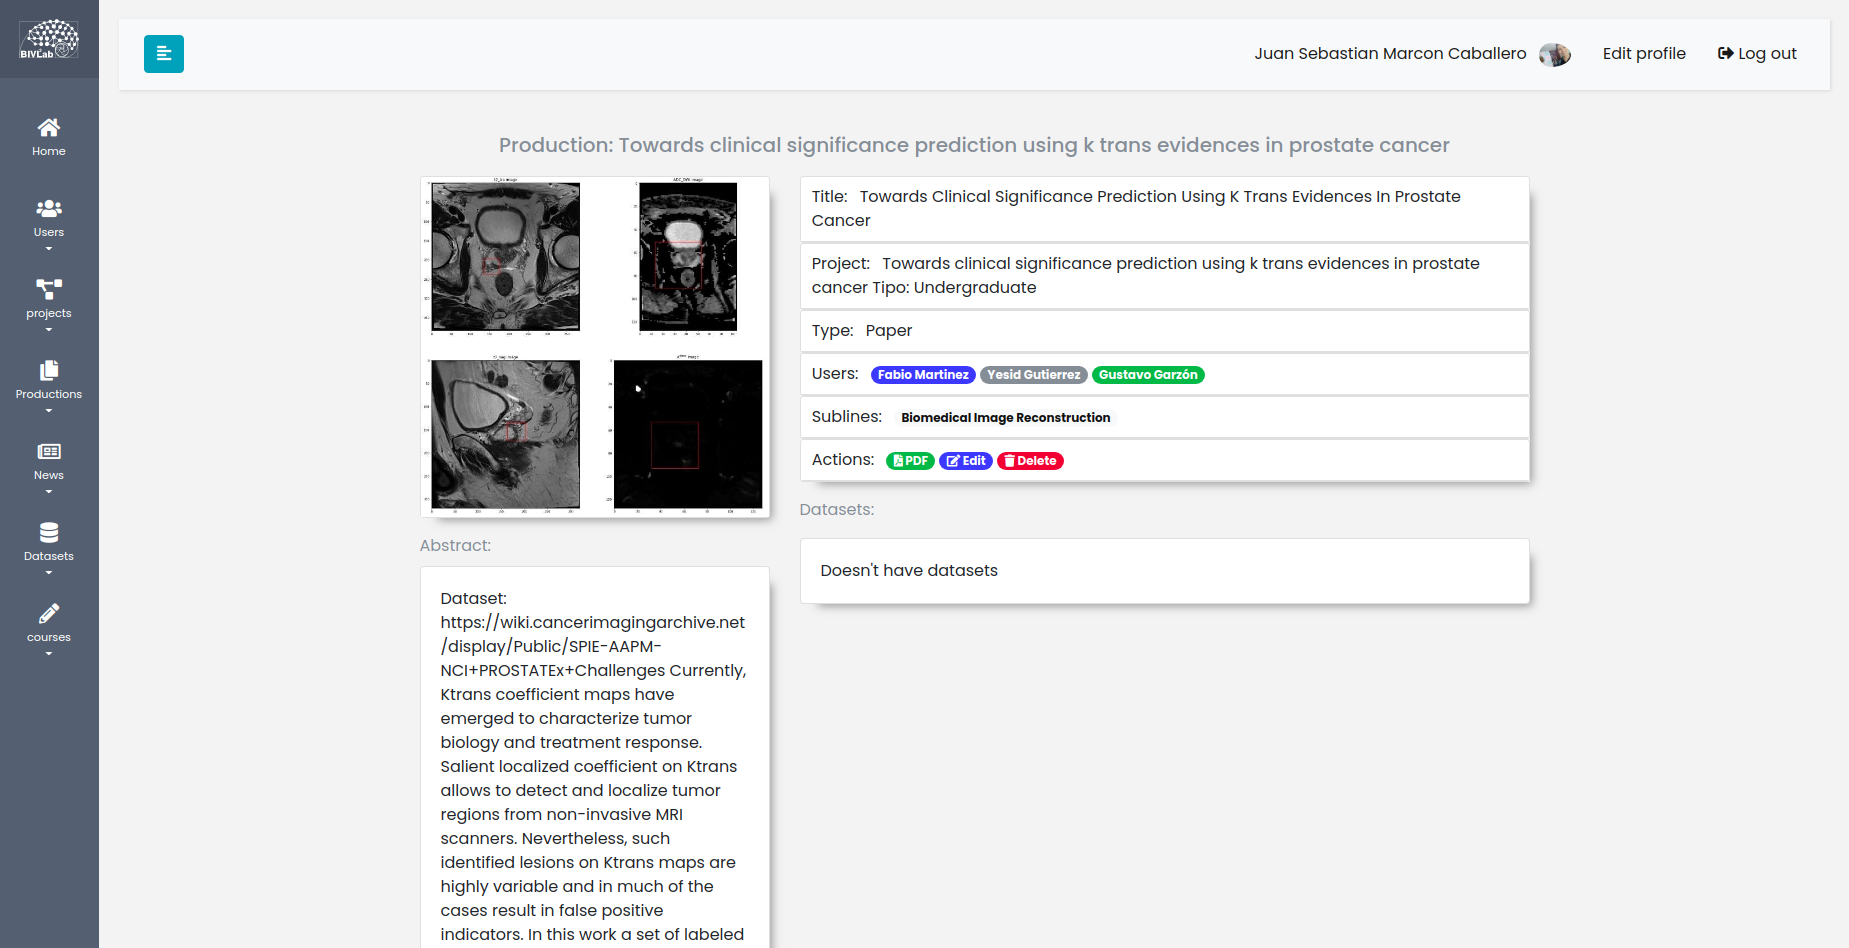 BIVLab
Juan Sebastian Marcon Caballero
Edit profile
Log out
Home
Users
projects
Productions
News
Datasets
courses
Production: Towards clinical significance prediction using k trans evidences in prostate cancer
Title: Towards Clinical Significance Prediction Using K Trans Evidences In Prostate
Cancer
Project: Towards clinical significance prediction using k trans evidences in prostate
cancer Tipo: Undergraduate
Type: Paper
Users: Fabio Martinez Yesid Gutierrez Gustavo Garzón
Sublines: Biomedical Image Reconstruction
Actions: PDF Edit Delete
Datasets:
Doesn't have datasets
Abstract:
Dataset:
https://wiki.cancerimagingarchive.net
/display/Public/SPIE-AAPM-
NCI+PROSTATEx+Challenges Currently,
Ktrans coefficient maps have
emerged to characterize tumor
biology and treatment response.
Salient localized coefficient on Ktrans
allows to detect and localize tumor
regions from non-invasive MRI
scanners. Nevertheless, such
identified lesions on Ktrans maps are
highly variable and in much of the
cases result in false positive
indicators. In this work a set of labeled